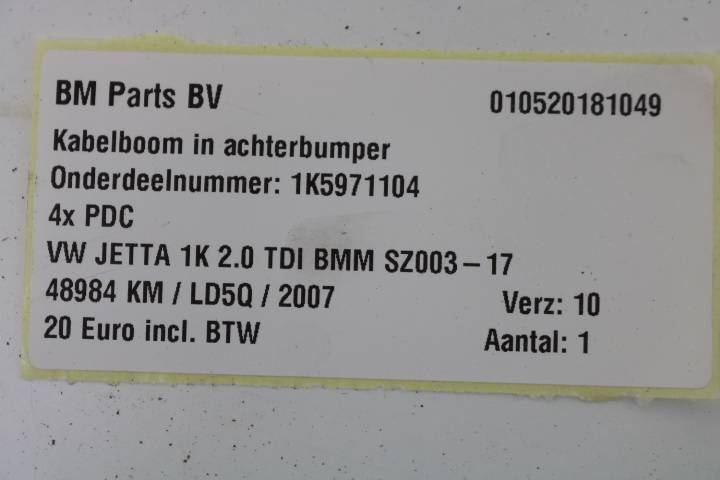 BM Parts BV 010520181049
Kabelboom in achterbumper
Onderdeelnummer: 1K5971104
4x PDC
VW JETTA 1K 2.0 TDI BMM SZ003-17
48984 KM / LD5Q / 2007 Verz: 10
20 Euro incl. BTW Aantal: 1